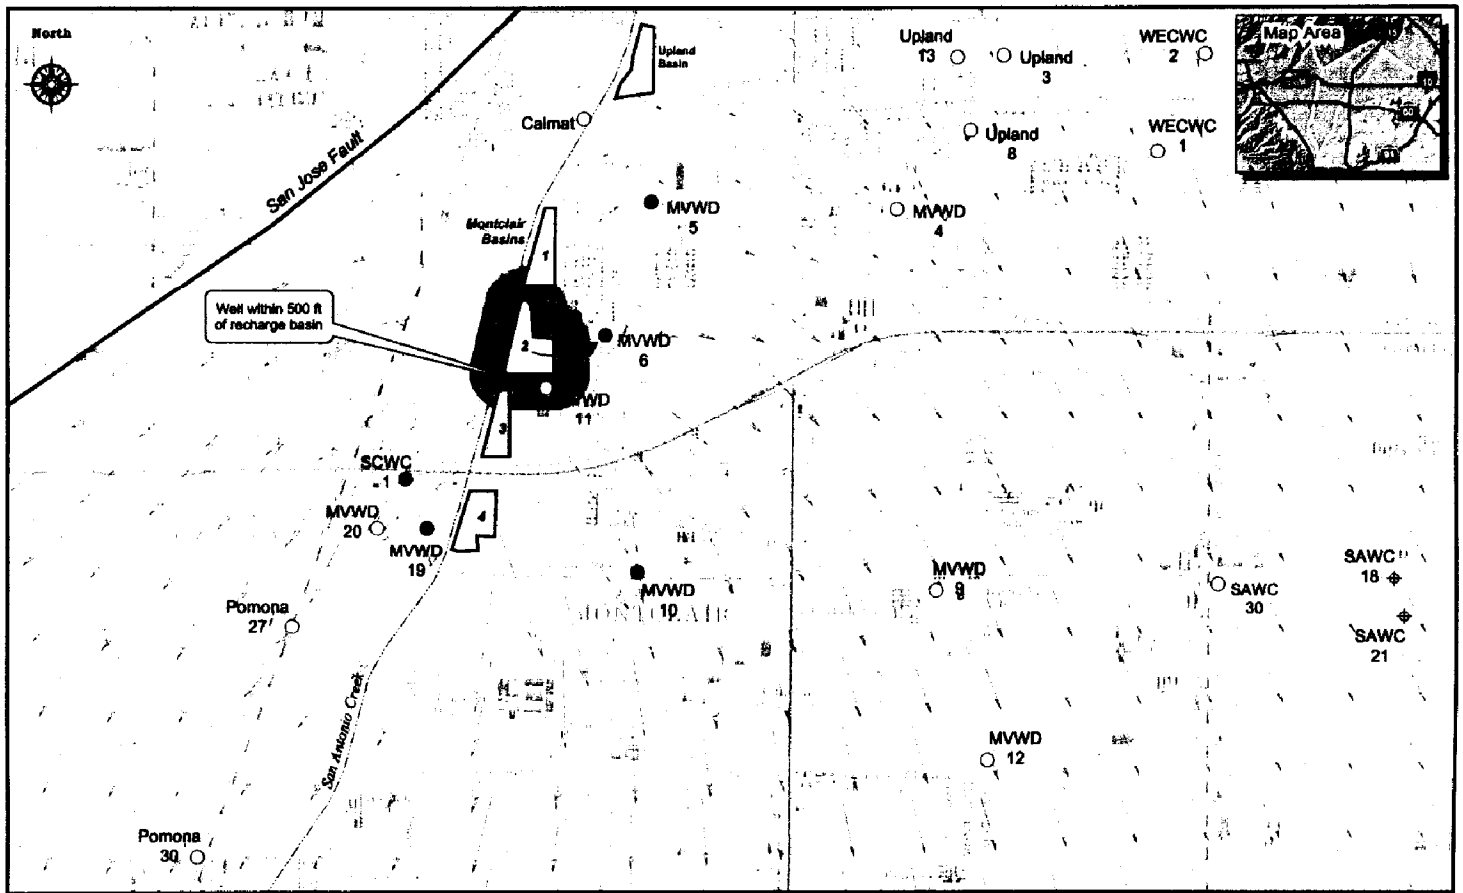 North
Upland
Basin
Upland
13
Upland
3
WECWC
2
Map Area
Calmat
Upland
8
WECWC
1
San Jose Fault
MVWD
5
MVWD
4
Montclair
Basins
1
Well within 500 ft
of recharge basin
2
MVWD
6
11
3
SCWC
1
MVWD
20
MVWD
19
4
MVWD
10
MONTCLAIR
MVWD
9
SAWC
30
SAWC
18
SAWC
21
Pomona
27
San Antonio Creek
MVWD
12
Pomona
30